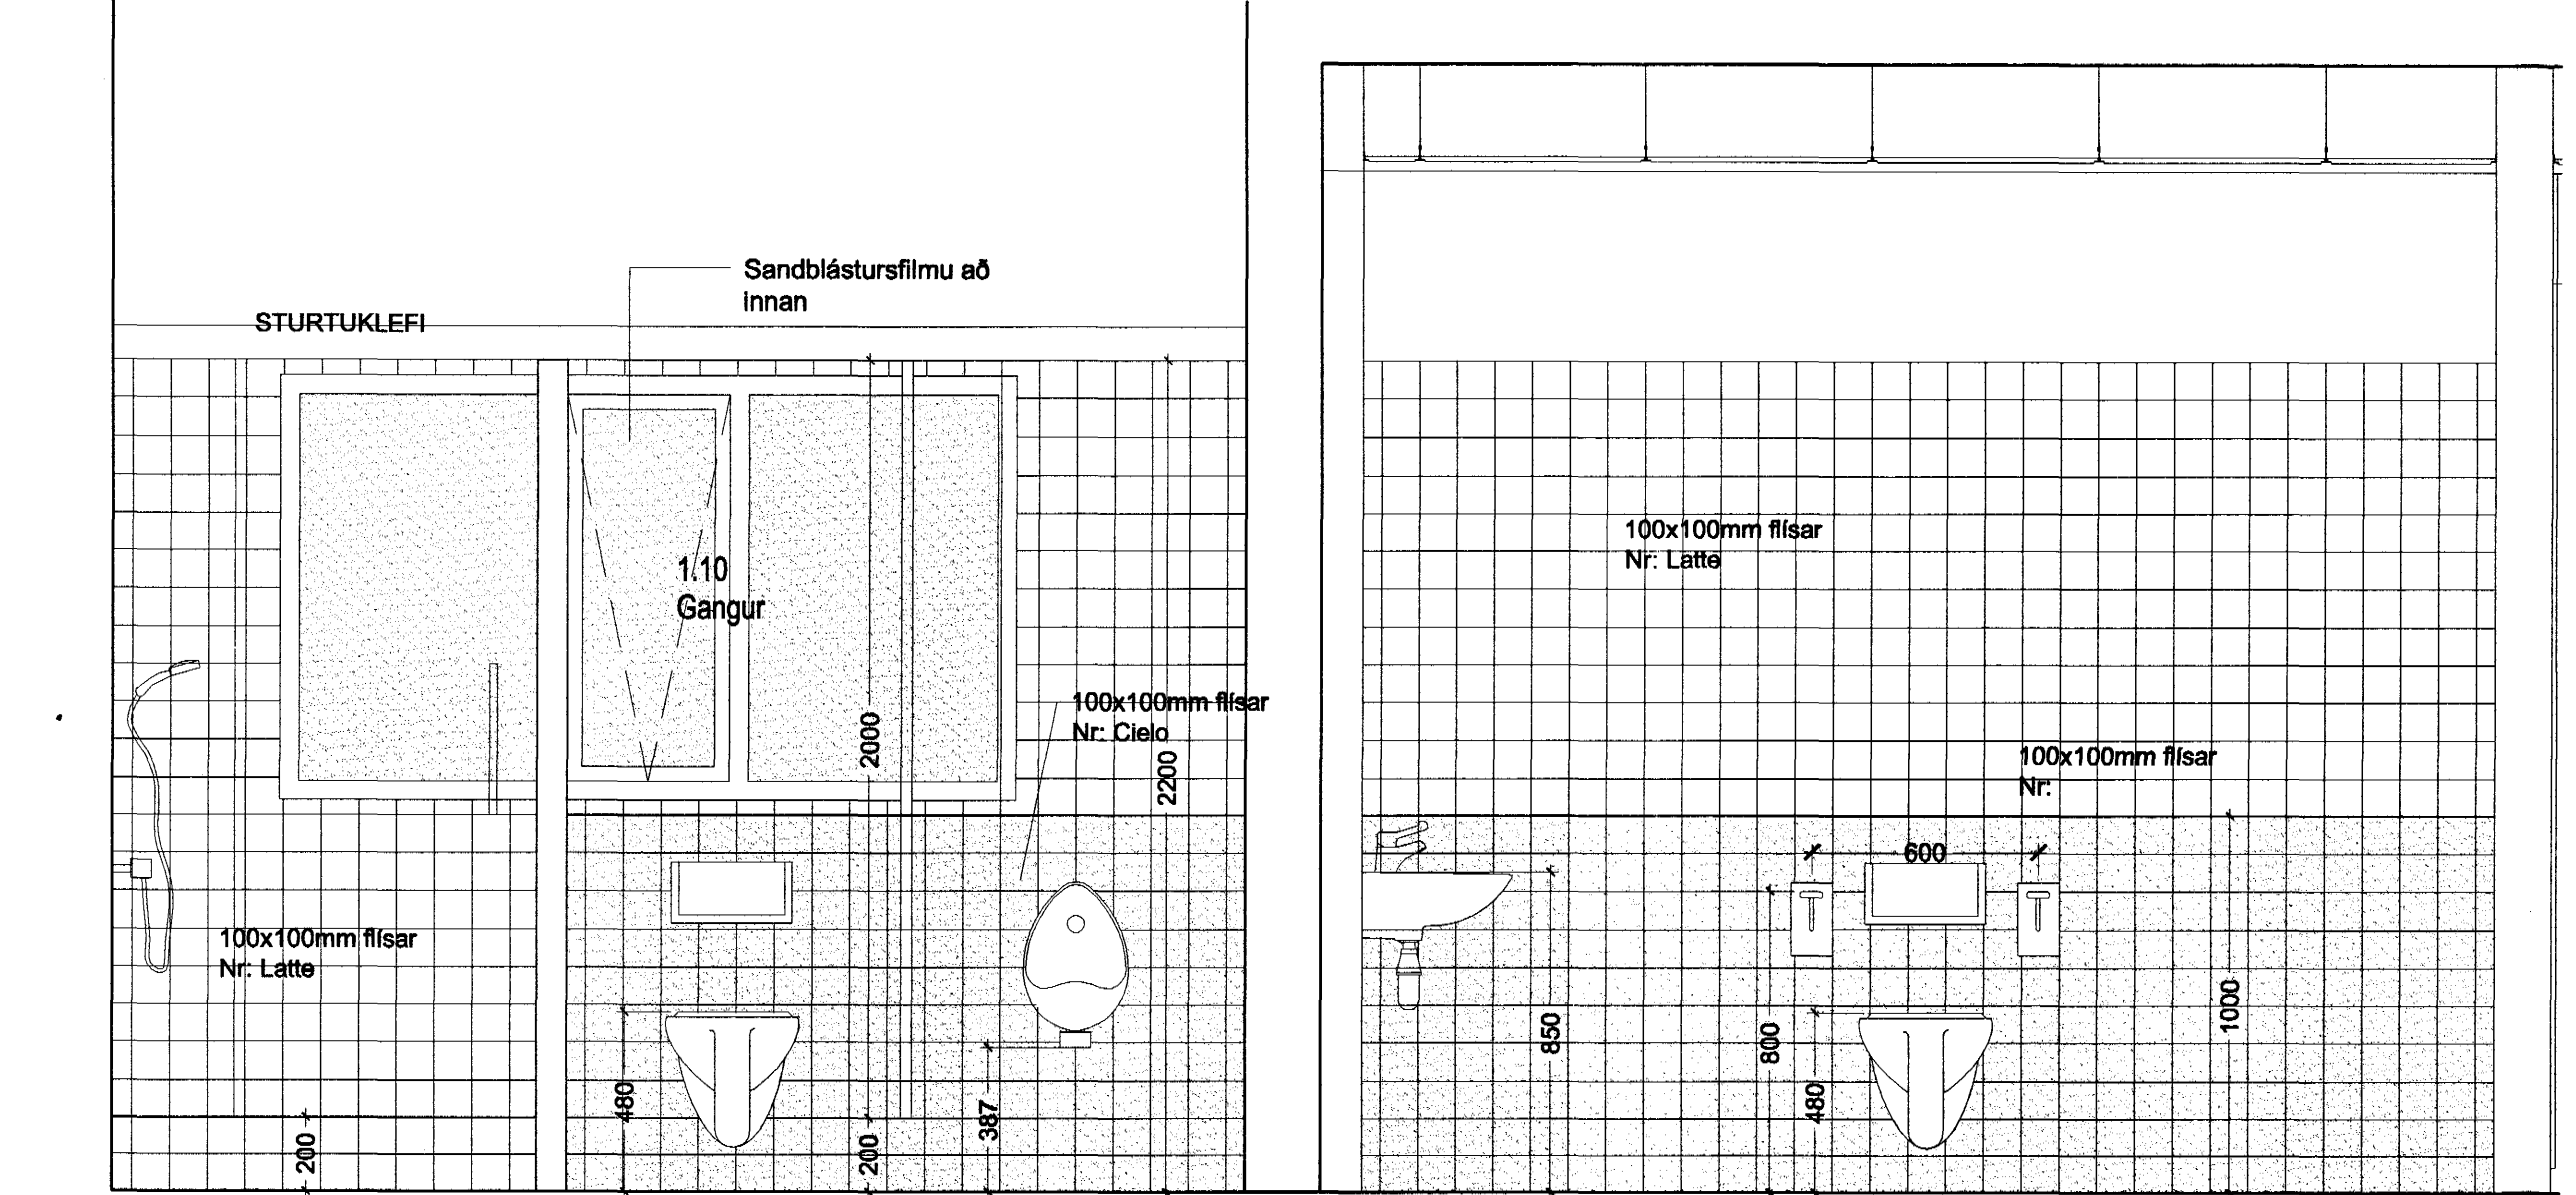 Sandblástursfilmu að
innan
STURTUKLEFI
1.10
Gangur
100x100mm flísar
Nr: Cielo
2000
2200
100x100mm flísar
Nr: Latte
480
387
200
200
100x100mm flísar
Nr: Latte
100x100mm flísar
Nr:
600
850
800
480
1000